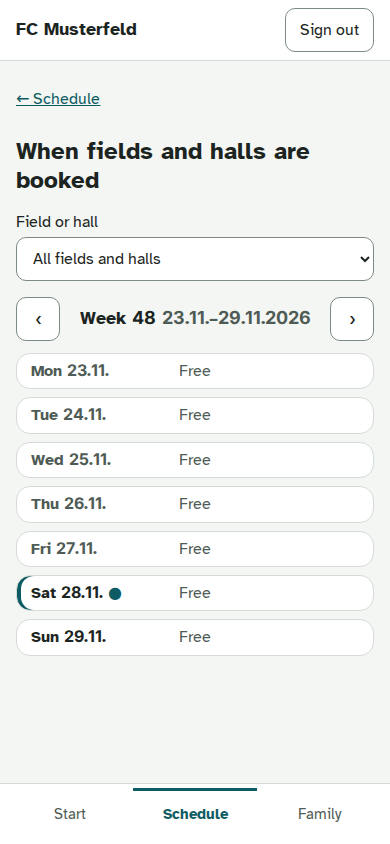 FC Musterfeld
Sign out
← Schedule
When fields and halls are
booked
Field or hall
All fields and halls
‹ Week 48 23.11.–29.11.2026 ›
Mon 23.11. Free
Tue 24.11. Free
Wed 25.11. Free
Thu 26.11. Free
Fri 27.11. Free
Sat 28.11. Free
Sun 29.11. Free
Start Schedule Family